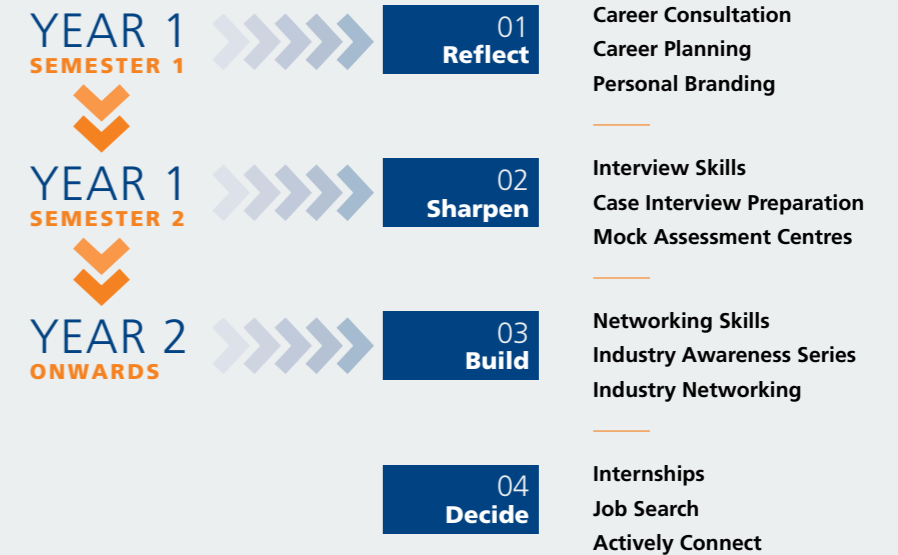 YEAR 1
SEMESTER 1
01
Reflect
Career Consultation
Career Planning
Personal Branding
YEAR 1
SEMESTER 2
02
Sharpen
Interview Skills
Case Interview Preparation
Mock Assessment Centres
YEAR 2
ONWARDS
03
Build
Networking Skills
Industry Awareness Series
Industry Networking
04
Decide
Internships
Job Search
Actively Connect